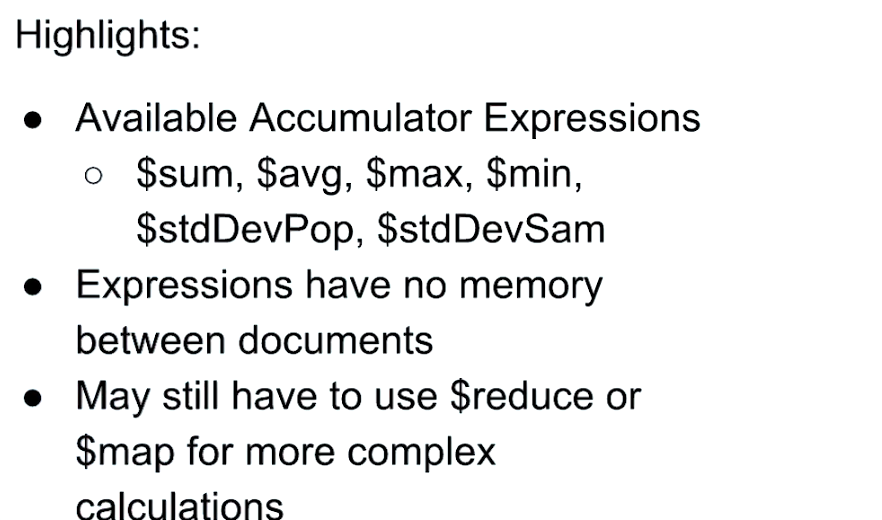 Highlights:
● Available Accumulator Expressions
○ $sum, $avg, $max, $min,
$stdDevPop, $stdDevSam
● Expressions have no memory
between documents
● May still have to use $reduce or
$map for more complex
calculations